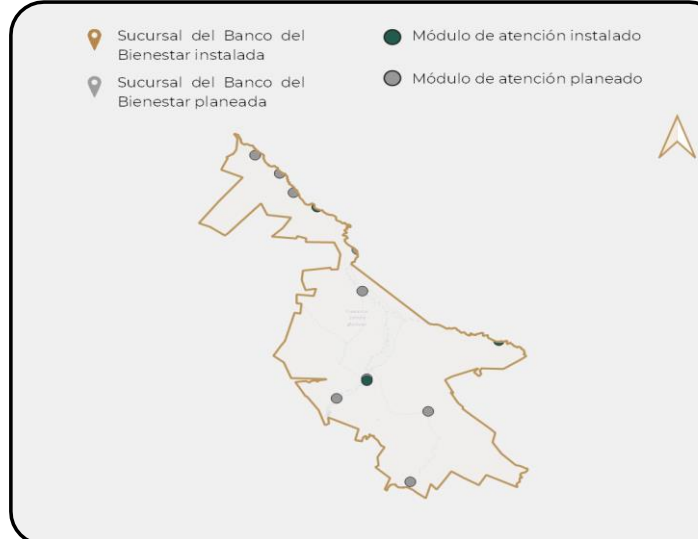 Sucursal del Banco del
Bienestar instalada
Sucursal del Banco del
Bienestar planeada
Módulo de atención instalado
Módulo de atención planeado